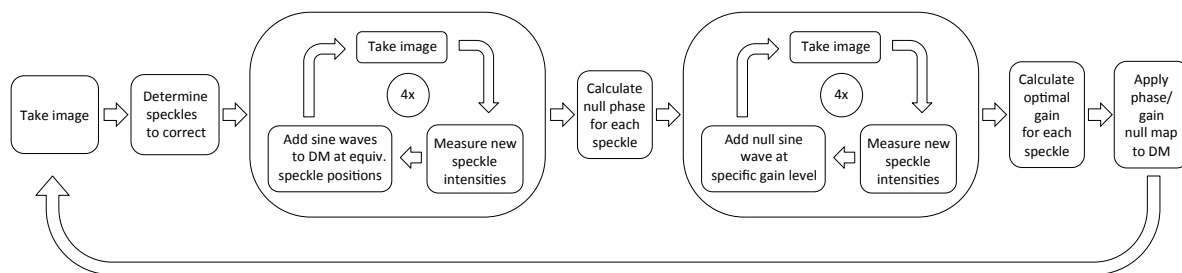 Take image
Determine
speckles
to correct
Take image
4x
Add sine waves
to DM at equiv.
speckle positions
Measure new
speckle
intensities
Calculate
null phase
for each
speckle
Take image
4x
Add null sine
wave at
specific gain level
Measure new
speckle
intensities
Calculate
optimal
gain
for each
speckle
Apply
phase/
gain
null map
to DM